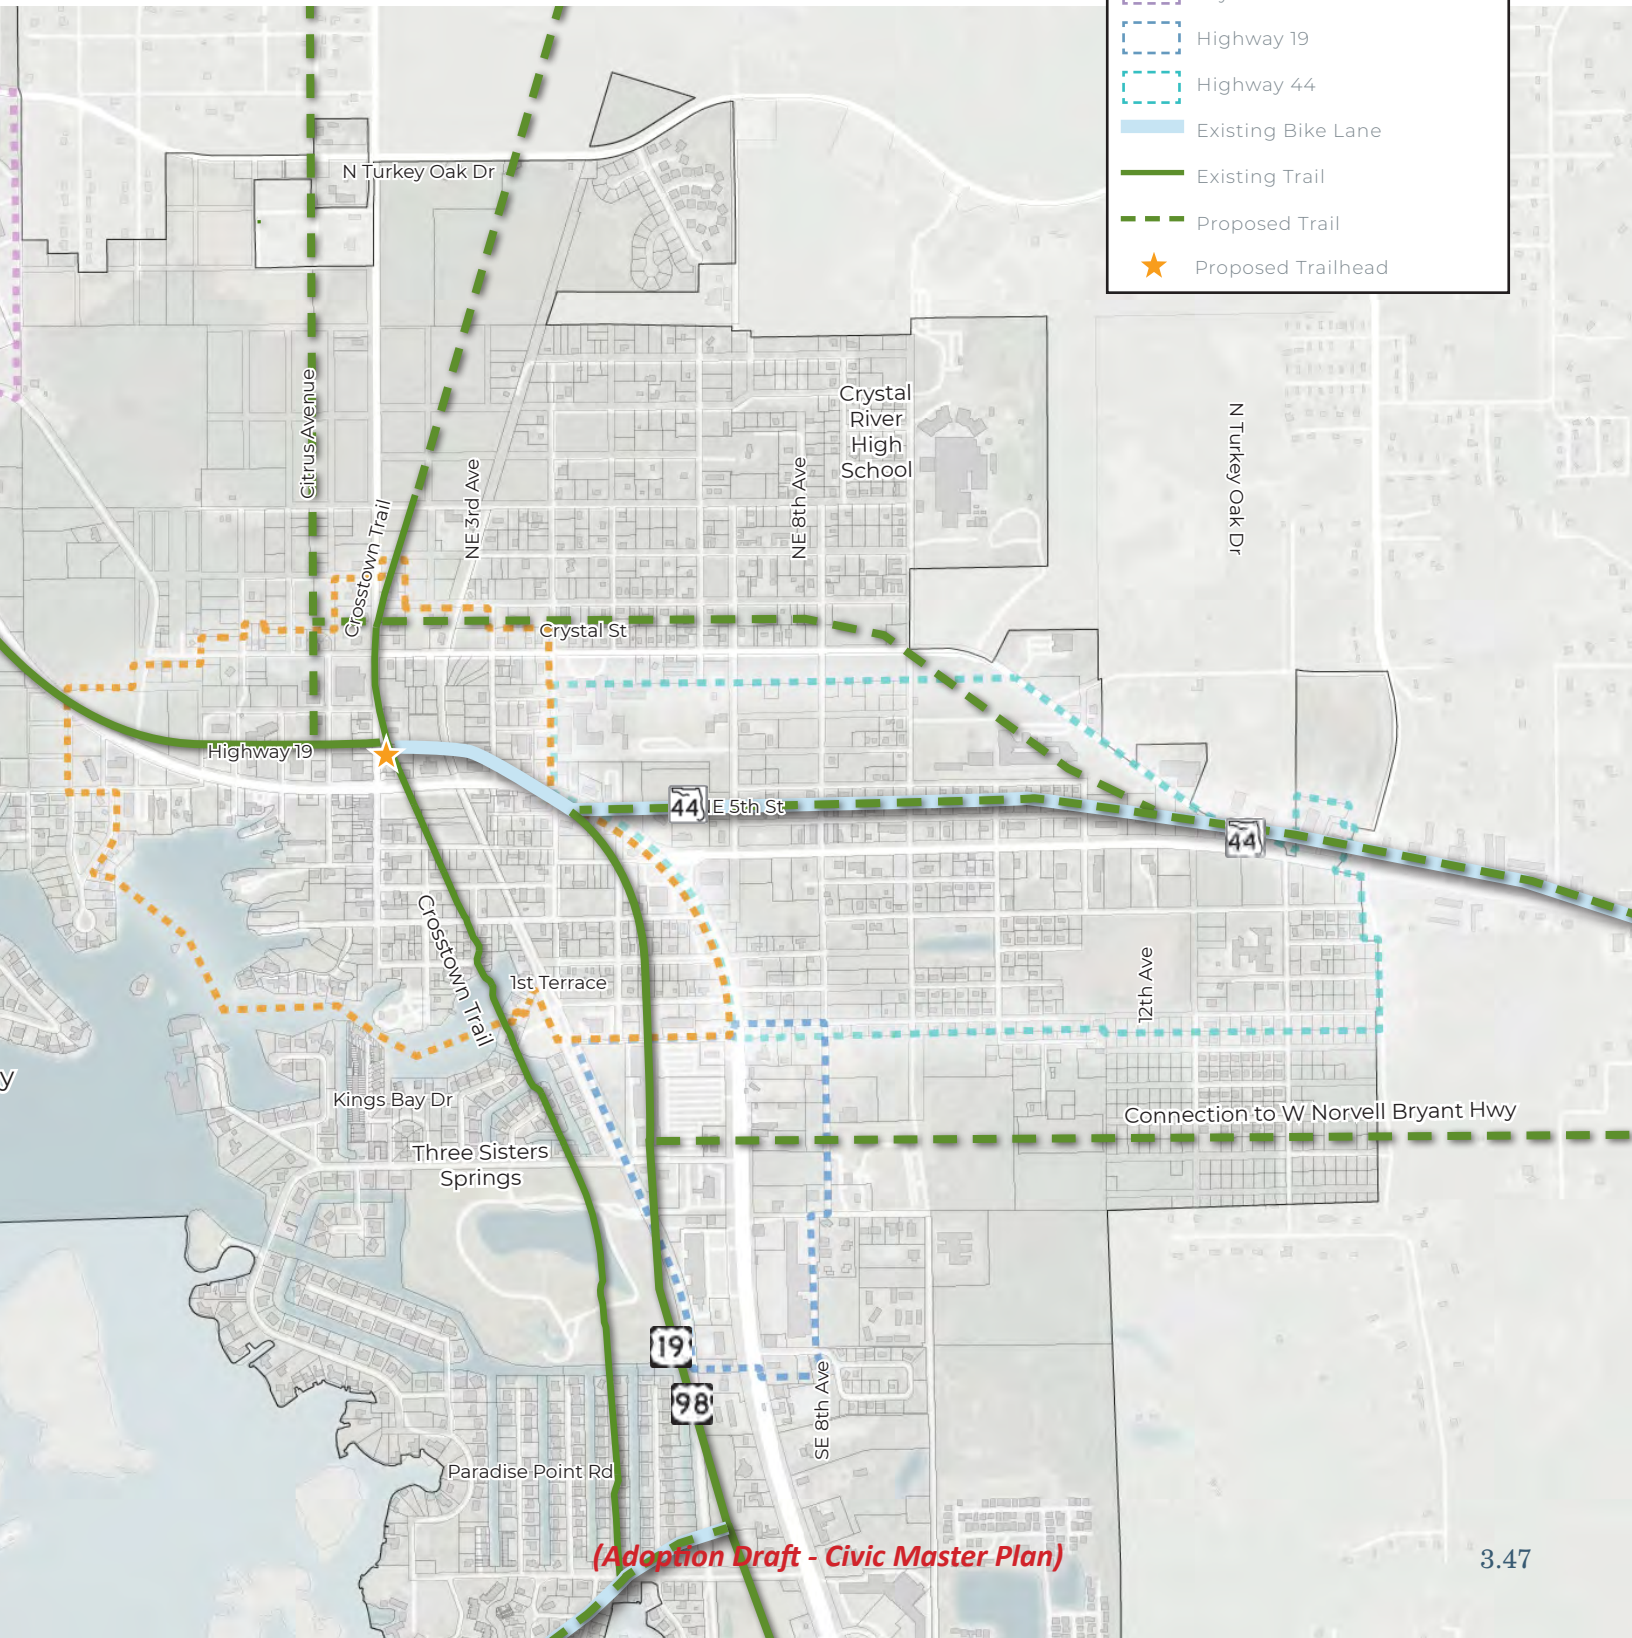 Highway 19
Highway 44
Existing Bike Lane
Existing Trail
Proposed Trail
Proposed Trailhead
N Turkey Oak Dr
Citrus Avenue
Crystal
River
High
School
N Turkey Oak Dr
NE 3rd Ave
NE 8th Ave
Crosstown Trail
Crystal St
Highway 19
44
NE 5th St
44
Crosstown Trail
1st Terrace
12th Ave
y
Kings Bay Dr
Connection to W Norvell Bryant Hwy
Three Sisters
Springs
19
98
SE 8th Ave
Paradise Point Rd
(Adoption Draft - Civic Master Plan)
3.47